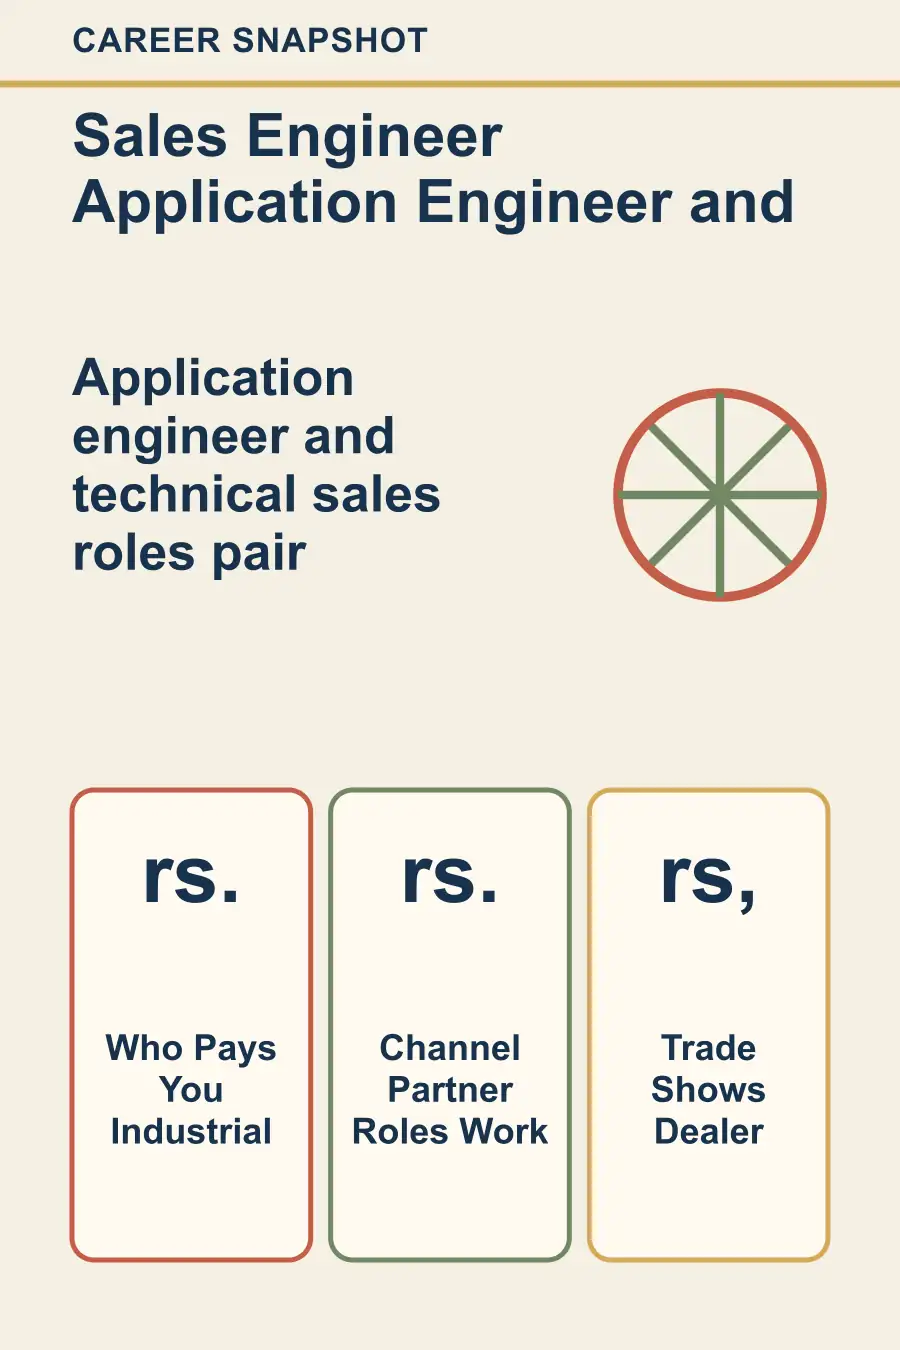 CAREER SNAPSHOT
Sales Engineer
Application Engineer and
Application
engineer and
technical sales
roles pair
rs.
Who Pays
You
Industrial
rs.
Channel
Partner
Roles Work
rs,
Trade
Shows
Dealer